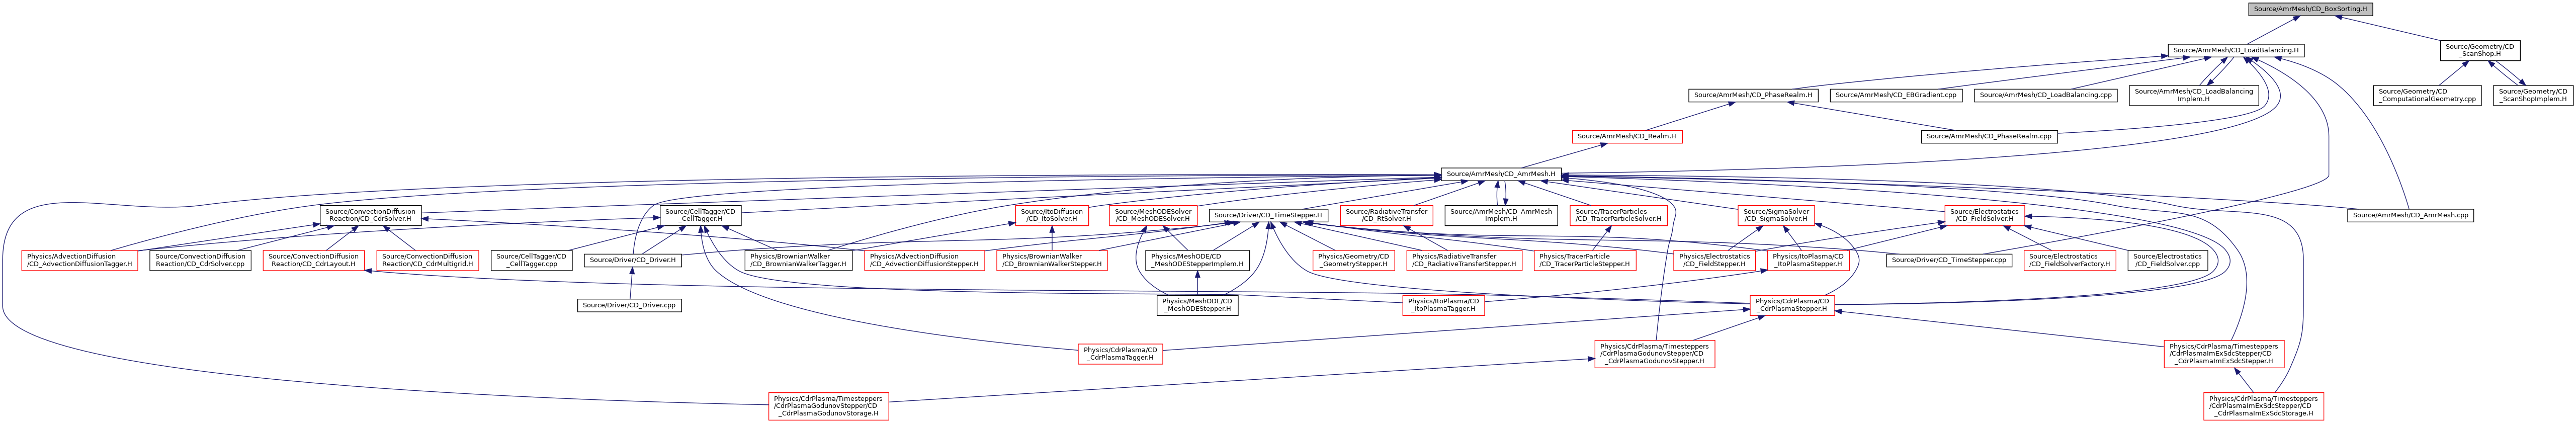 Source/AmrMesh/CD_BoxSorting.H
Source/AmrMesh/CD_LoadBalancing.H
Source/Geometry/CD
_ScanShop.H
Source/AmrMesh/CD_PhaseRealm.H
Source/AmrMesh/CD_EBGradient.cpp
Source/AmrMesh/CD_LoadBalancing.cpp
Source/AmrMesh/CD_LoadBalancing
Implem.H
Source/Geometry/CD
_ComputationalGeometry.cpp
Source/Geometry/CD
_ScanShopImplem.H
Source/AmrMesh/CD_Realm.H
Source/AmrMesh/CD_PhaseRealm.cpp
Source/AmrMesh/CD_AmrMesh.H
Source/ConvectionDiffusion
Reaction/CD_CdrSolver.H
Source/CellTagger/CD
_CellTagger.H
Source/ItoDiffusion
/CD_ItoSolver.H
Source/MeshODESolver
/CD_MeshODESolver.H
Source/Driver/CD_TimeStepper.H
Source/RadiativeTransfer
/CD_RtSolver.H
Source/AmrMesh/CD_AmrMesh
Implem.H
Source/TracerParticles
/CD_TracerParticleSolver.H
Source/SigmaSolver
/CD_SigmaSolver.H
Source/Electrostatics
/CD_FieldSolver.H
Source/AmrMesh/CD_AmrMesh.cpp
Physics/AdvectionDiffusion
/CD_AdvectionDiffusionTagger.H
Source/ConvectionDiffusion
Reaction/CD_CdrSolver.cpp
Source/ConvectionDiffusion
Reaction/CD_CdrLayout.H
Source/ConvectionDiffusion
Reaction/CD_CdrMultigrid.H
Source/CellTagger/CD
_CellTagger.cpp
Source/Driver/CD_Driver.H
Physics/BrownianWalker
/CD_BrownianWalkerTagger.H
Physics/AdvectionDiffusion
/CD_AdvectionDiffusionStepper.H
Physics/BrownianWalker
/CD_BrownianWalkerStepper.H
Physics/MeshODE/CD
_MeshODEStepperImplem.H
Physics/Geometry/CD
_GeometryStepper.H
Physics/RadiativeTransfer
/CD_RadiativeTransferStepper.H
Physics/TracerParticle
/CD_TracerParticleStepper.H
Physics/Electrostatics
/CD_FieldStepper.H
Physics/ItoPlasma/CD
_ItoPlasmaStepper.H
Source/Driver/CD_TimeStepper.cpp
Source/Electrostatics
/CD_FieldSolverFactory.H
Source/Electrostatics
/CD_FieldSolver.cpp
Source/Driver/CD_Driver.cpp
Physics/MeshODE/CD
_MeshODEStepper.H
Physics/ItoPlasma/CD
_ItoPlasmaTagger.H
Physics/CdrPlasma/CD
_CdrPlasmaStepper.H
Physics/CdrPlasma/CD
_CdrPlasmaTagger.H
Physics/CdrPlasma/Timesteppers
/CdrPlasmaGodunovStepper/CD
_CdrPlasmaGodunovStepper.H
Physics/CdrPlasma/Timesteppers
/CdrPlasmaImExSdcStepper/CD
_CdrPlasmaImExSdcStepper.H
Physics/CdrPlasma/Timesteppers
/CdrPlasmaGodunovStepper/CD
_CdrPlasmaGodunovStorage.H
Physics/CdrPlasma/Timesteppers
/CdrPlasmaImExSdcStepper/CD
_CdrPlasmaImExSdcStorage.H